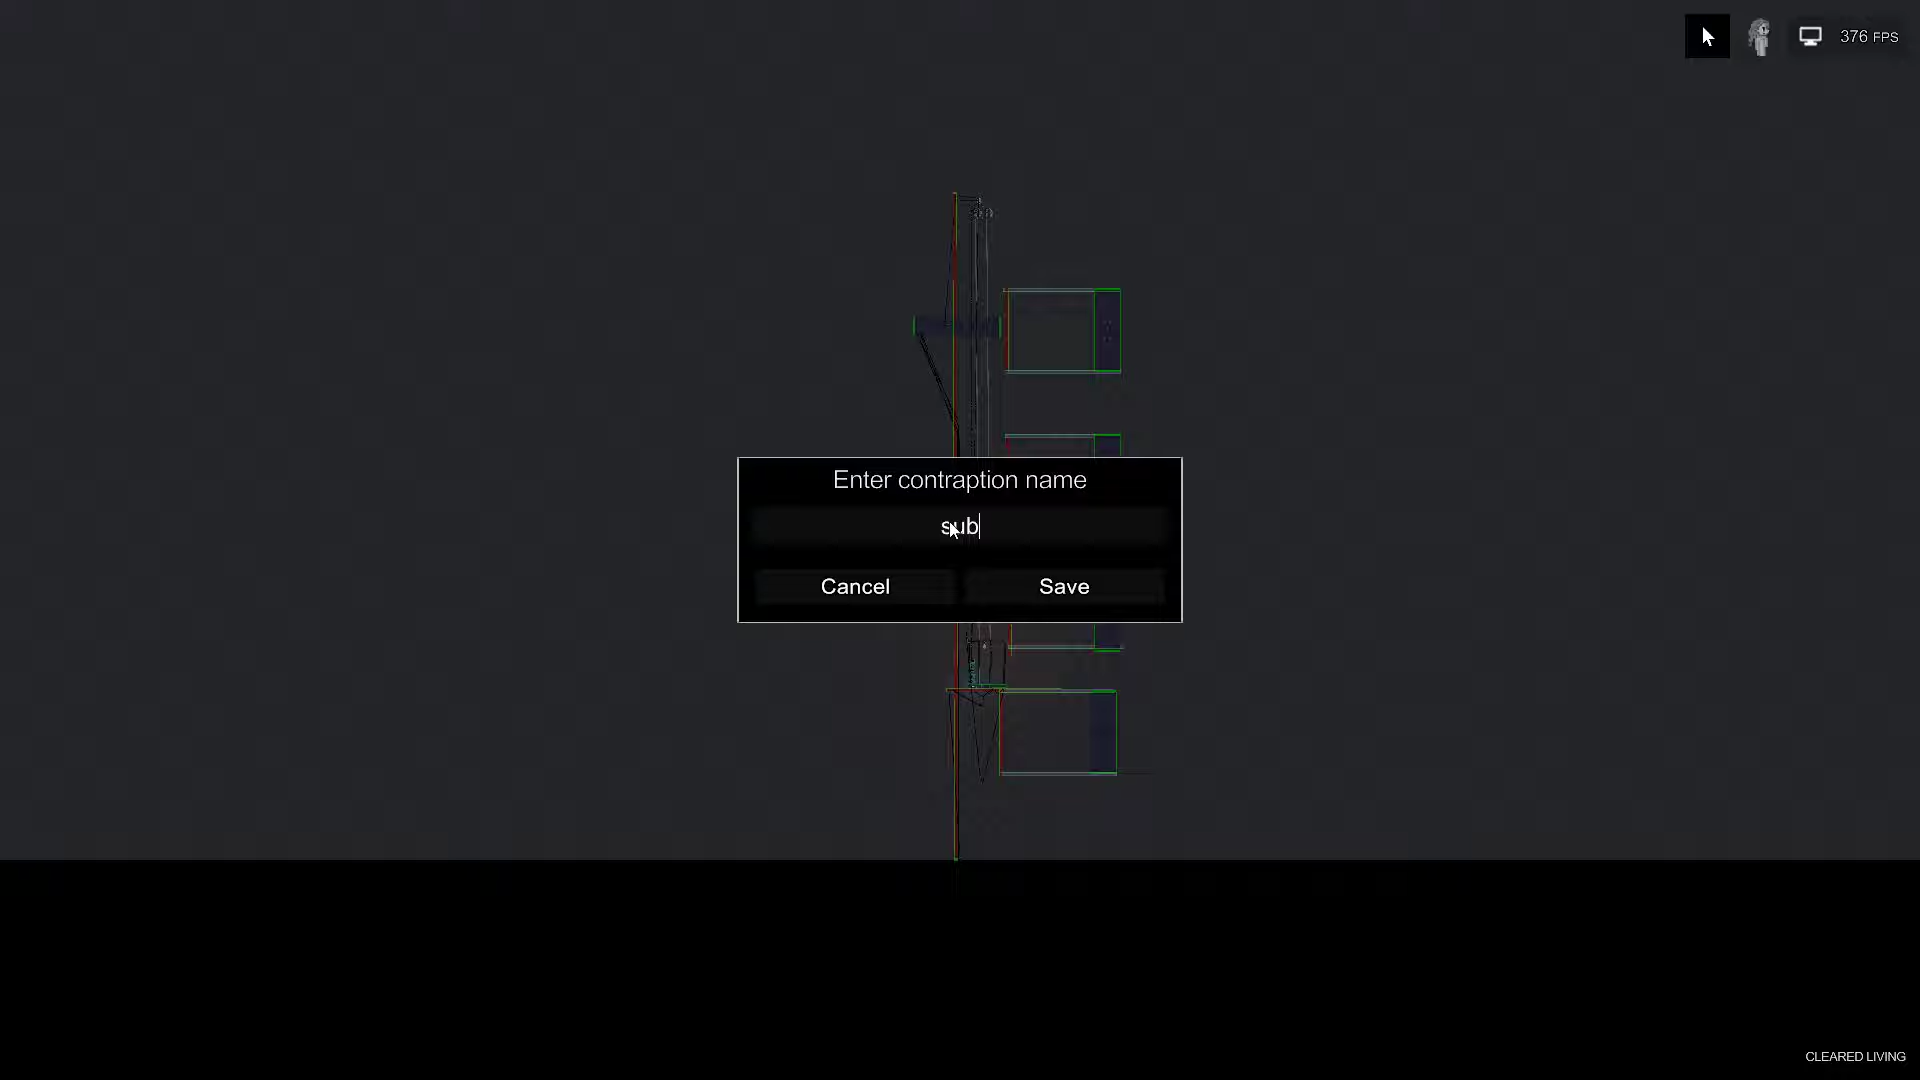 376 FPS
Enter contraption name
sub
Cancel
Save
CLEARED LIVING